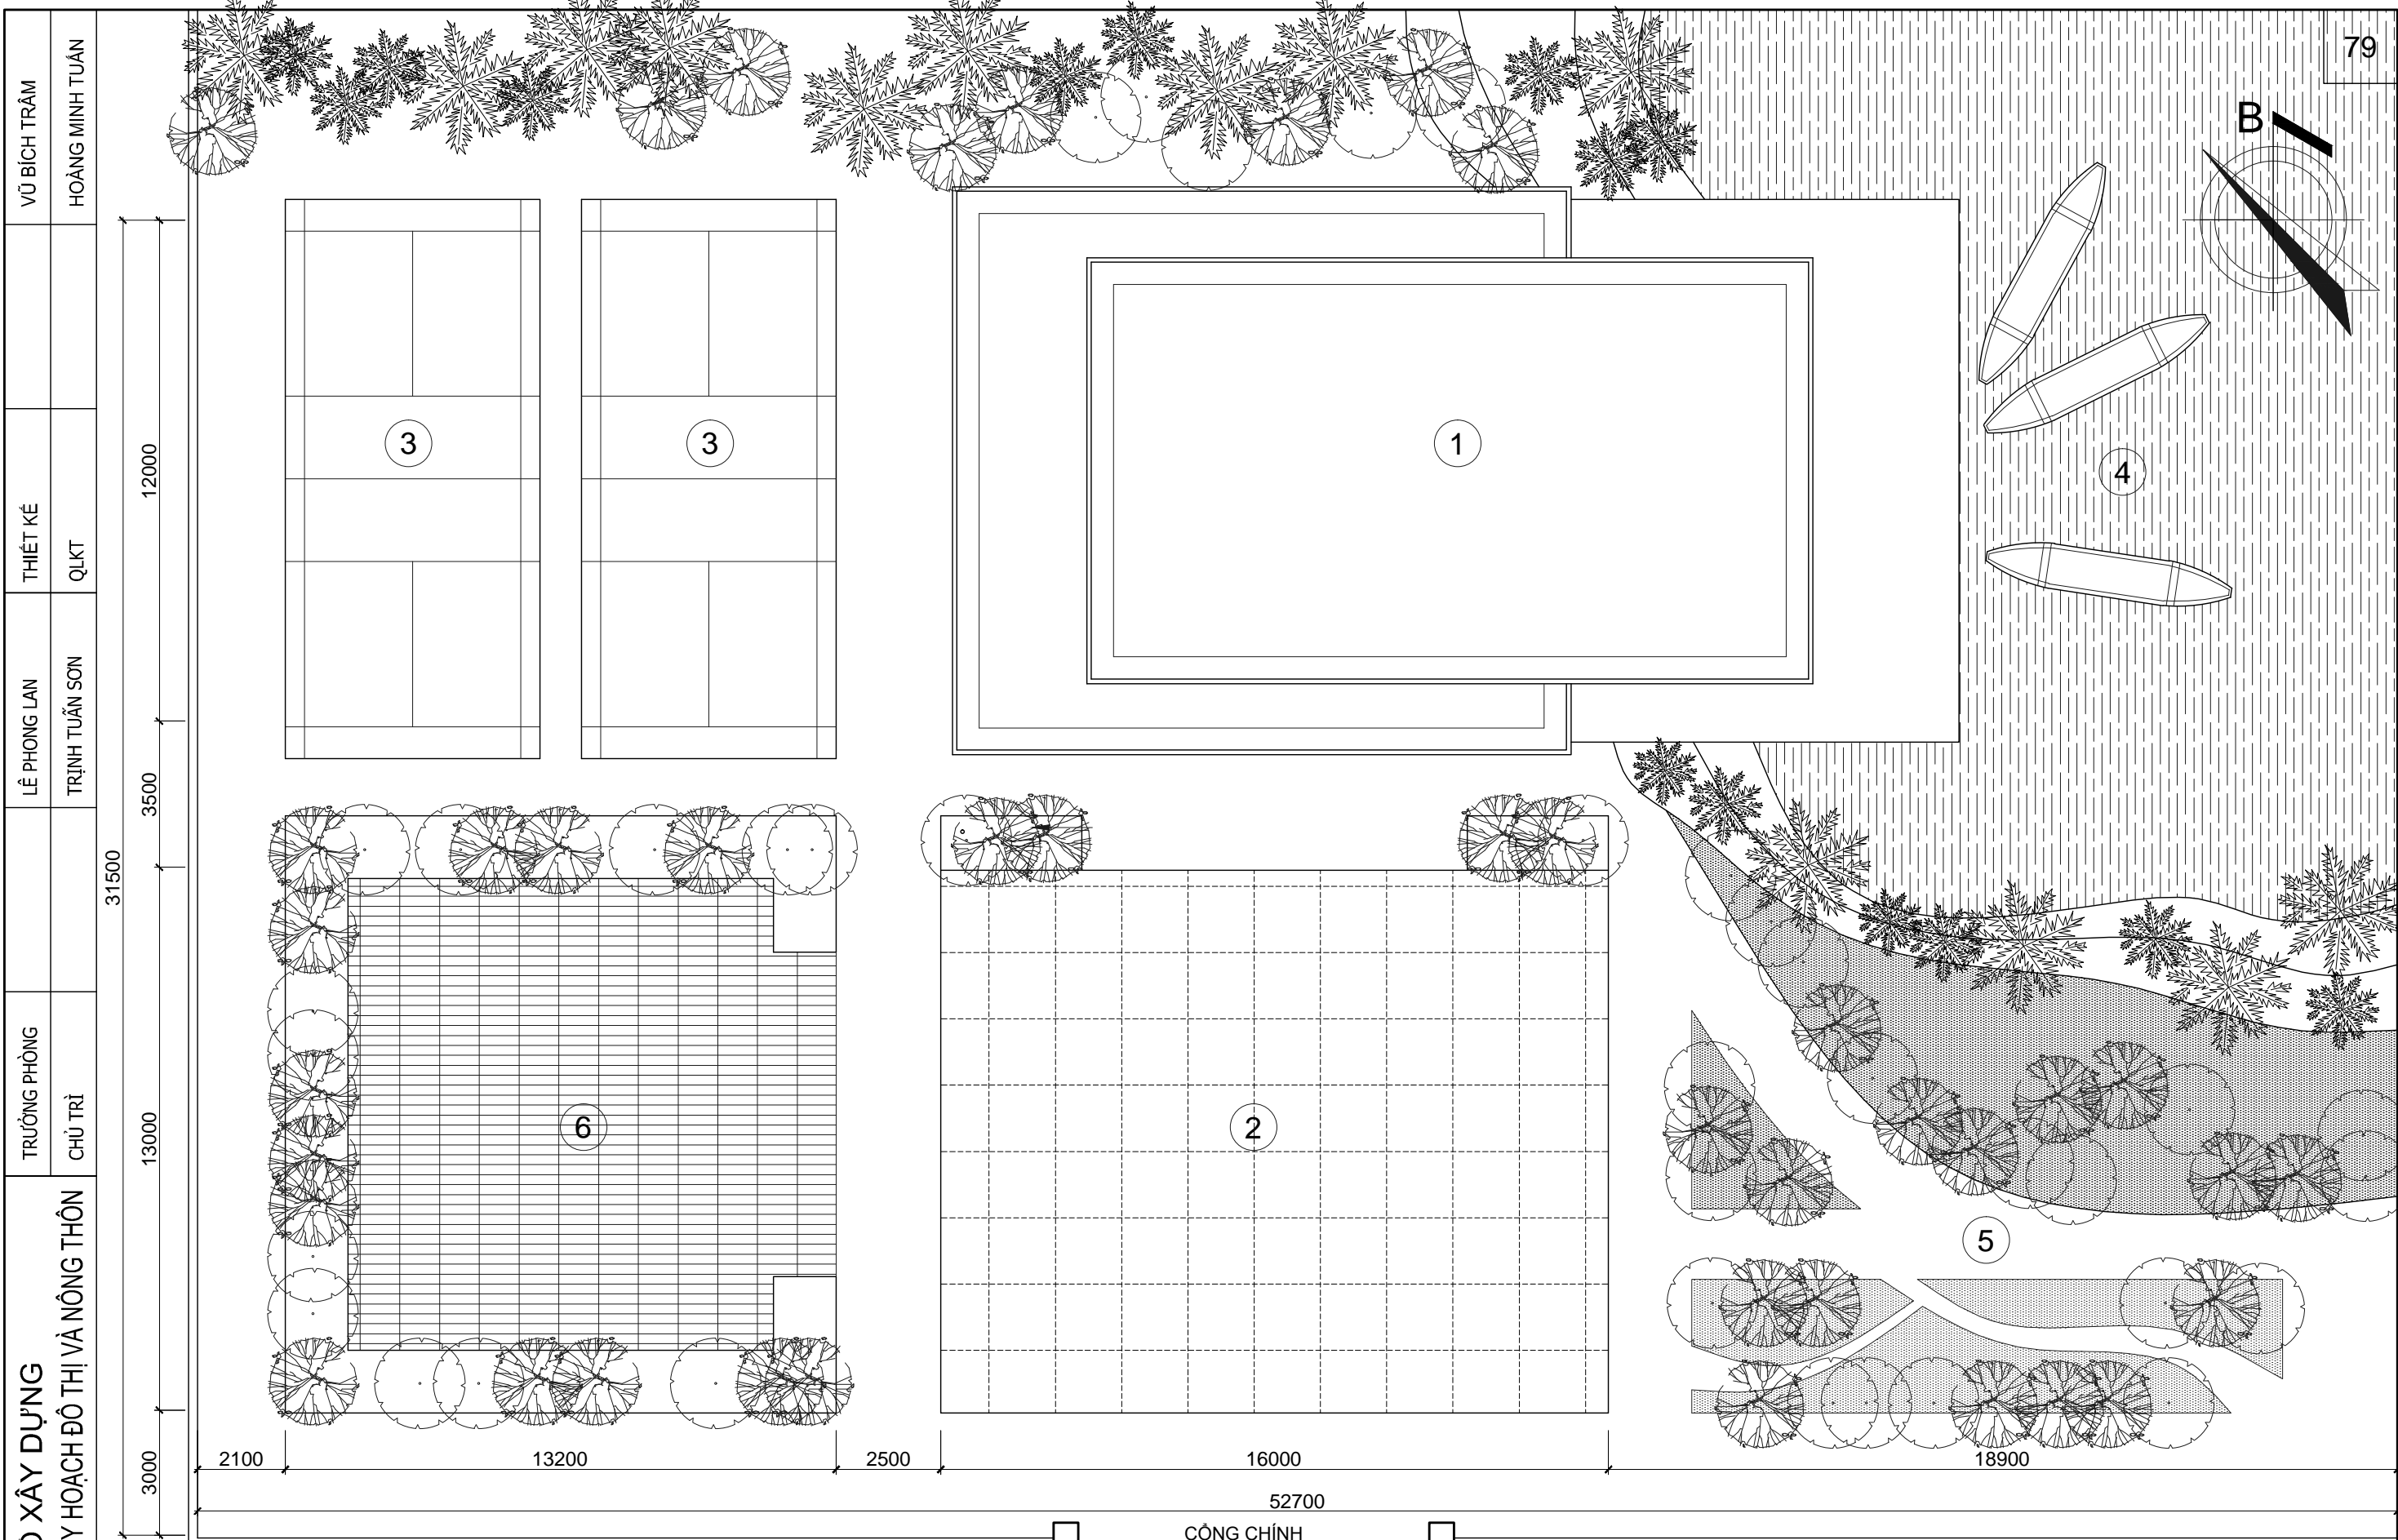 79
B
VŨ BÍCH TRÂM
HOÀNG MINH TUẤN
THIẾT KẾ
QLKT
LÊ PHONG LAN
TRỊNH TUẤN SƠN
TRƯỞNG PHÒNG
CHỦ TRÌ
XÂY DỰNG
HOẠCH ĐÔ THỊ VÀ NÔNG THÔN
3
3
1
4
6
2
5
12000
3500
31500
13000
3000
2100
13200
2500
16000
18900
52700
CỔNG CHÍNH